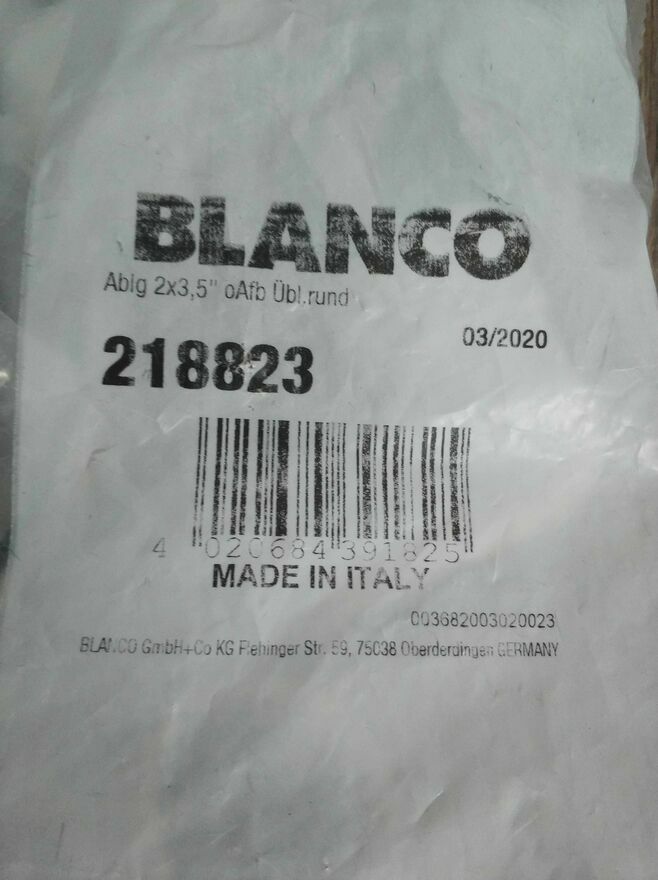 BLANCO
Ablg 2x3,5" oAfb Übl.rund
03/2020
218823
4 020684 391825
MADE IN ITALY
003682003020023
BLANCO GmbH+Co KG Flehinger Str. 59, 75038 Oberderdingen GERMANY